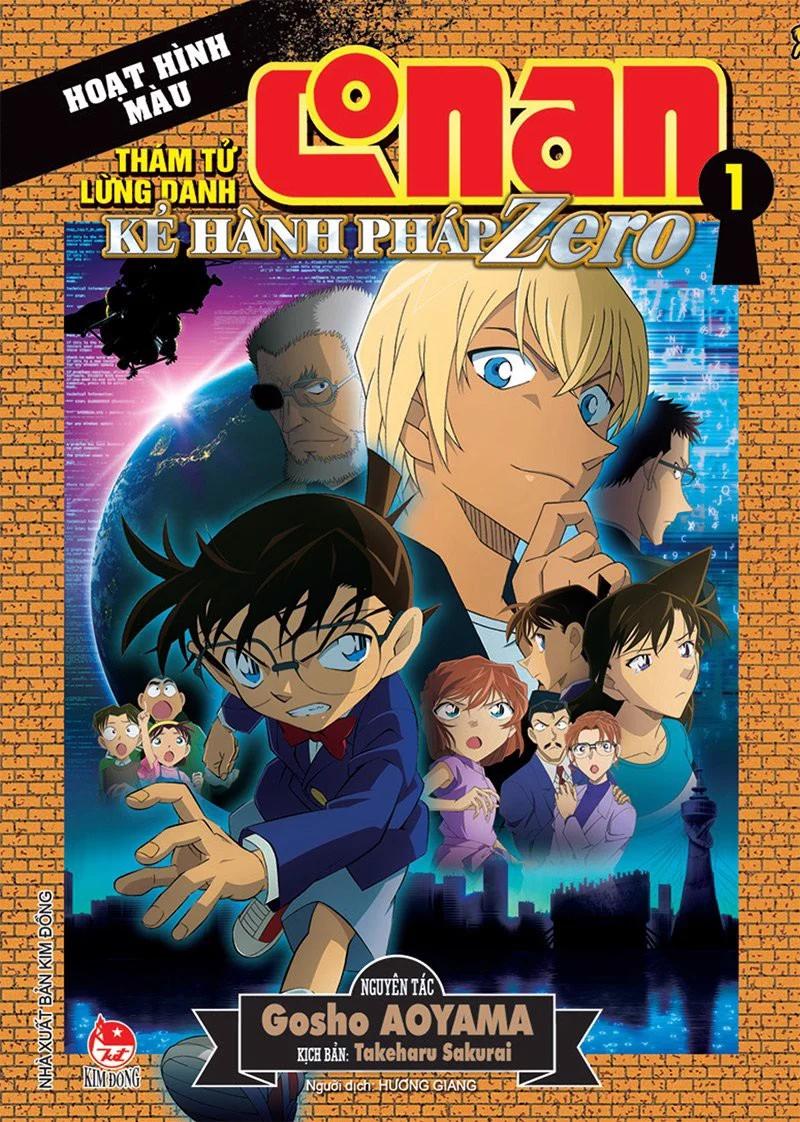 HOẠT HÌNH
MÀU
THÁM TỬ
LỪNG DANH
Conan
1
KẺ HÀNH PHÁP Zero
NGUYÊN TÁC
Gosho AOYAMA
KỊCH BẢN: Takeharu Sakurai
Người dịch: HƯƠNG GIANG
NHÀ XUẤT BẢN KIM ĐỒNG
KIM ĐỒNG